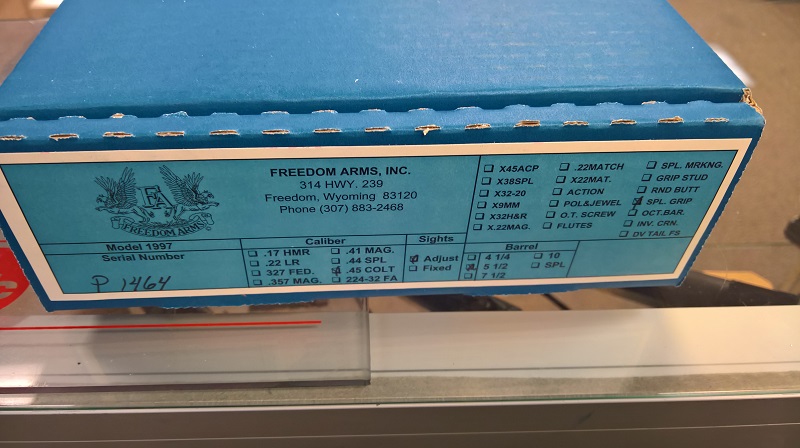 FREEDOM ARMS, INC.
314 HWY. 239
Freedom, Wyoming 83120
Phone (307) 883-2468
FA
FREEDOM ARMS
Model 1997
Serial Number
P 1464
Caliber
.17 HMR
.22 LR
327 FED.
.357 MAG.
.41 MAG.
.44 SPL
.45 COLT
224-32 FA
Sights
Adjust
Fixed
Barrel
4 1/4
5 1/2
7 1/2
10
SPL
X45ACP
X38SPL
X32-20
X9MM
X32H&R
X.22MAG.
.22MATCH
X22MAT.
ACTION
POL&JEWEL
O.T. SCREW
FLUTES
SPL. MRKNG.
GRIP STUD
RND BUTT
SPL. GRIP
OCT.BAR.
INV. CRN.
DV TAIL FS.